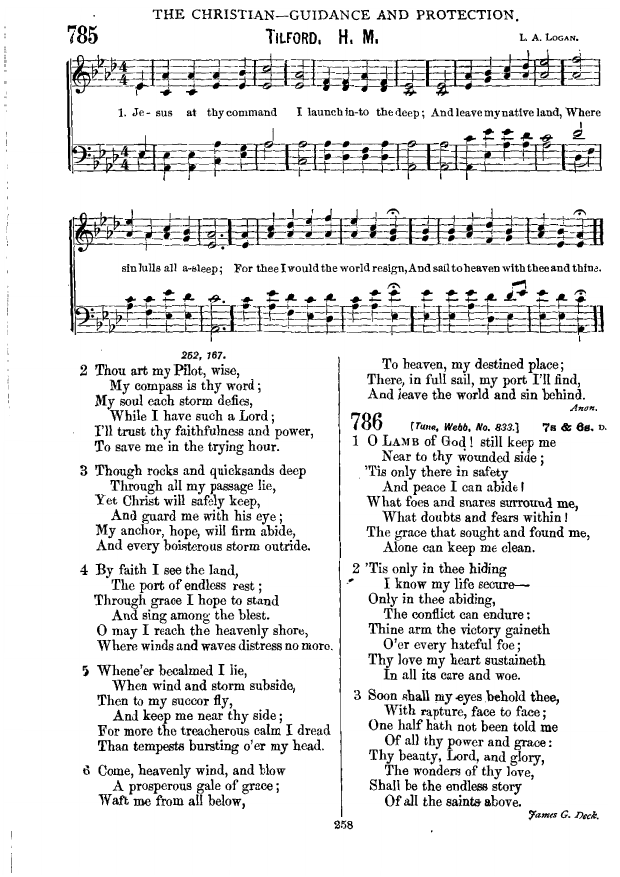 THE CHRISTIAN—GUIDANCE AND PROTECTION.
785 TILFORD. H. M. L. A. LOGAN.
1. Je- sus at thy command I launch in-to the deep; And leave my native land, Where
sin lulls all a-sleep; For thee I would the world resign, And sail to heaven with thee and thine.
252, 167.
2 Thou art my Pilot, wise,
My compass is thy word;
My soul each storm defies,
While I have such a Lord;
I'll trust thy faithfulness and power,
To save me in the trying hour.
3 Though rocks and quicksands deep
Through all my passage lie,
Yet Christ will safely keep,
And guard me with his eye;
My anchor, hope, will firm abide,
And every boisterous storm outride.
4 By faith I see the land,
The port of endless rest;
Through grace I hope to stand
And sing among the blest.
O may I reach the heavenly shore,
Where winds and waves distress no more.
5 Whene'er becalmed I lie,
When wind and storm subside,
Then to my succor fly,
And keep me near thy side;
For more the treacherous calm I dread
Than tempests bursting o'er my head.
6 Come, heavenly wind, and blow
A prosperous gale of grace;
Waft me from all below,
To heaven, my destined place;
There, in full sail, my port I'll find,
And leave the world and sin behind.
Anon.
786 [Tune, Webb, No. 833.] 7s & 6s. D.
1 O LAMB of God! still keep me
Near to thy wounded side;
'Tis only there in safety
And peace I can abide!
What foes and snares surround me,
What doubts and fears within!
The grace that sought and found me,
Alone can keep me clean.
2 'Tis only in thee hiding
I know my life secure—
Only in thee abiding,
The conflict can endure:
Thine arm the victory gaineth
O'er every hateful foe;
Thy love my heart sustaineth
In all its care and woe.
3 Soon shall my eyes behold thee,
With rapture, face to face;
One half hath not been told me
Of all thy power and grace:
Thy beauty, Lord, and glory,
The wonders of thy love,
Shall be the endless story
Of all the saints above.
James G. Deck.
258